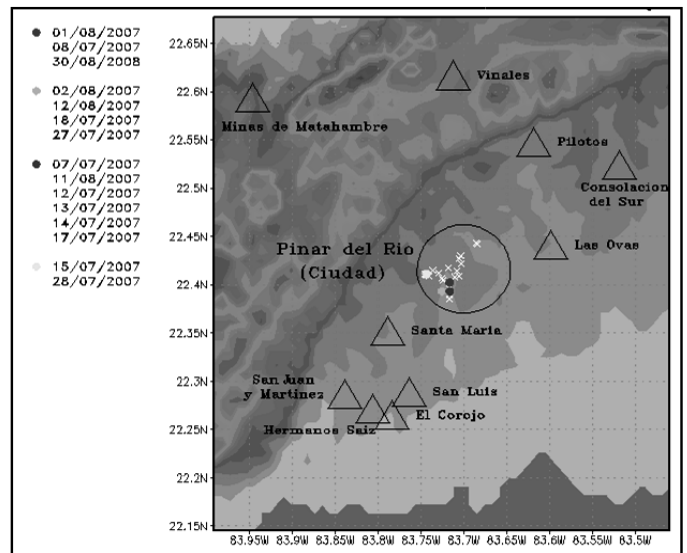 01/08/2007
08/07/2007
30/08/2008
02/08/2007
12/08/2007
18/07/2007
27/07/2007
07/07/2007
11/08/2007
12/07/2007
13/07/2007
14/07/2007
17/07/2007
15/07/2007
28/07/2007
22.65N
22.6N
22.55N
22.5N
22.45N
22.4N
22.35N
22.3N
22.25N
22.2N
22.15N
Vinales
Minas de Matahambre
Pilotos
Consolacion
del Sur
Las Ovas
Pinar del Rio
(Ciudad)
Santa Maria
San Juan
y Martinez
San Luis
El Corojo
Hermanos Saiz
83.95W 83.9W 83.85W 83.8W 83.75W 83.7W 83.65W 83.6W 83.55W 83.5W